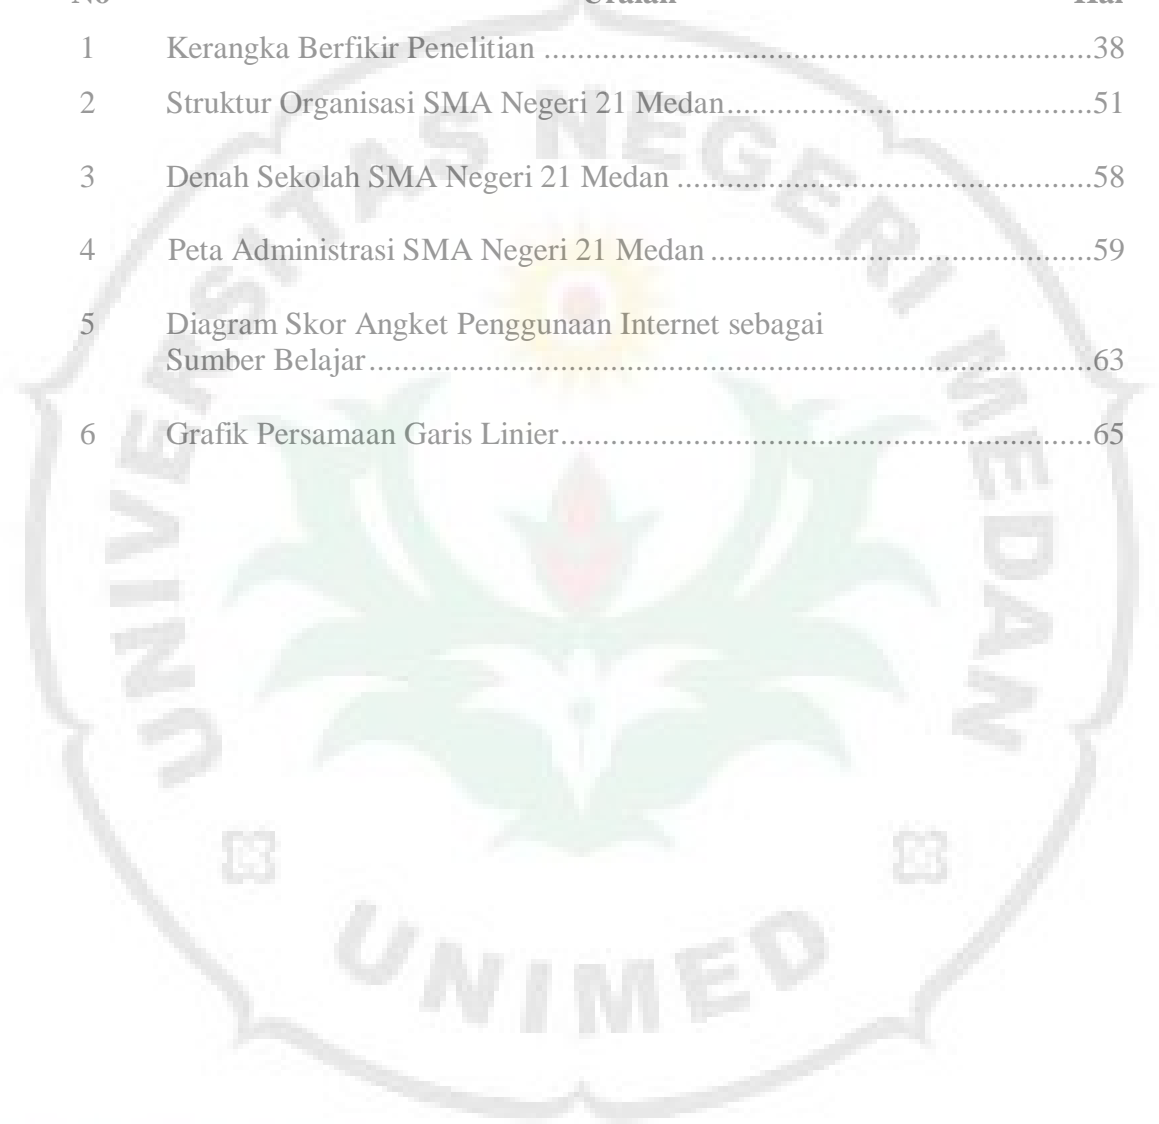 No Uraian Hal
1 Kerangka Berfikir Penelitian ....................................................................38
2 Struktur Organisasi SMA Negeri 21 Medan.............................................51
3 Denah Sekolah SMA Negeri 21 Medan ...................................................58
4 Peta Administrasi SMA Negeri 21 Medan ...............................................59
5 Diagram Skor Angket Penggunaan Internet sebagai
Sumber Belajar.........................................................................................63
6 Grafik Persamaan Garis Linier.................................................................65
UNIVERSITAS NEGERI MEDAN
UNIMED